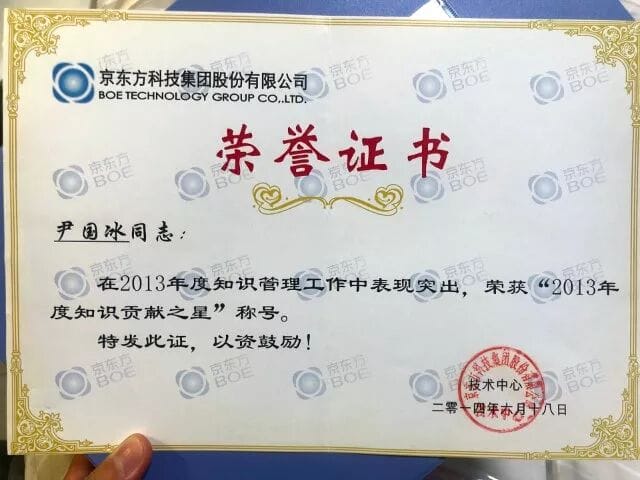 京东方科技集团股份有限公司
BOE TECHNOLOGY GROUP CO.,LTD.
荣誉证书
尹国冰同志:
在2013年度知识管理工作中表现突出,荣获“2013年
度知识贡献之星”称号。
特发此证,以资鼓励!
技术中心
二零一四年六月十八日